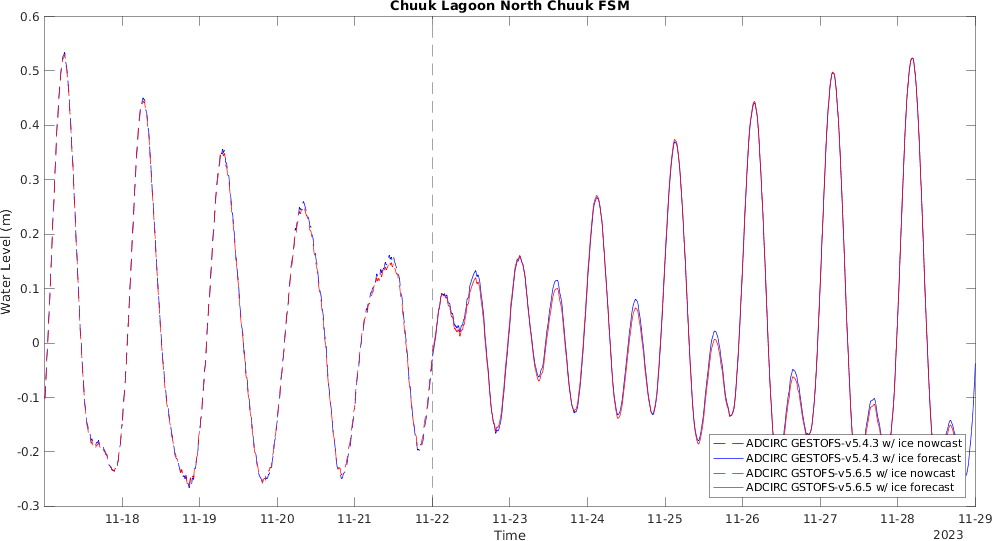 Chuuk Lagoon North Chuuk FSM
Water Level (m)
0.6
0.5
0.4
0.3
0.2
0.1
0
-0.1
-0.2
-0.3
ADCIRC GESTOFS-v5.4.3 w/ ice nowcast
ADCIRC GESTOFS-v5.4.3 w/ ice forecast
ADCIRC GSTOFS-v5.6.5 w/ ice nowcast
ADCIRC GSTOFS-v5.6.5 w/ ice forecast
11-18 11-19 11-20 11-21 11-22 11-23 11-24 11-25 11-26 11-27 11-28 11-29
Time
2023